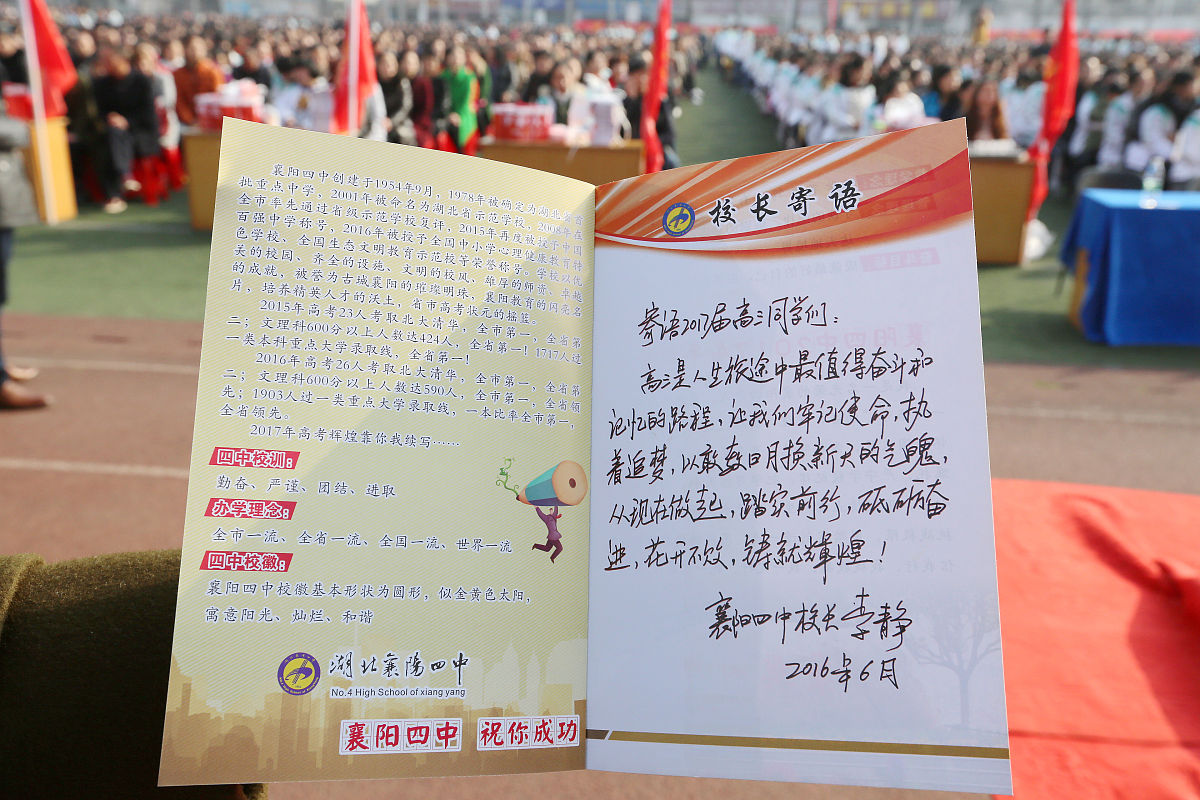 襄阳四中创建于1954年9月，1978年被确定为湖北省首
批重点中学，2001年被命名为湖北省示范学校，2008年在
全市率先通过省级示范学校复评，2015年再度被授予中国
百强中学称号，2016年被授予全国中小学心理健康教育特
色学校、全国生态文明教育示范校等荣誉称号。学校以优
美的校园、齐全的设施、文明的校风、雄厚的师资、卓越
的成就，被誉为古城襄阳的璀璨明珠，襄阳教育的闪亮名
片，培养精英人才的沃土，省市高考状元的摇篮。
2015年高考23人考取北大清华，全市第一，全省第
二；文理科600分以上人数达424人，全省第一！1717人过
一类本科重点大学录取线，全省第一！
2016年高考26人考取北大清华，全市第一，全省第
二；文理科600分以上人数达590人，全市第一，全省领
先；1903人过一类重点大学录取线，一本比率全市第一，
全省领先。
2017年高考辉煌靠你我续写……
四中校训：
勤奋、严谨、团结、进取
办学理念：
全市一流、全省一流、全国一流、世界一流
四中校徽：
襄阳四中校徽基本形状为圆形，似金黄色太阳，
寓意阳光、灿烂、和谐
湖北襄阳四中
No.4 High School of xiang yang
襄阳四中 祝你成功
校长寄语
寄语2017届高三同学们：
高三是人生旅途中最值得奋斗和
记忆的路程，让我们牢记使命，执
着追梦，以敢教日月换新天的气魄，
从现在做起，踏实前行，砥砺奋
进，花开不败，铸就辉煌！
襄阳四中校长 李静
2016年6月